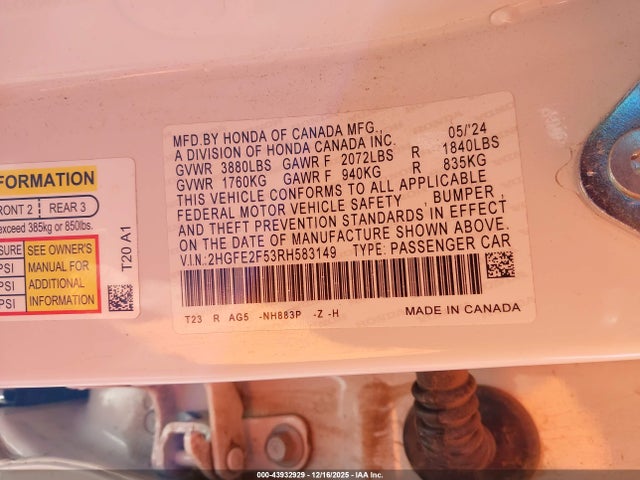 MFD.BY HONDA OF CANADA MFG., 05/'24
A DIVISION OF HONDA CANADA INC.
GVWR 3880LBS GAWR F 2072LBS R 1840LBS
GVWR 1760KG GAWR F 940KG R 835KG
THIS VEHICLE CONFORMS TO ALL APPLICABLE
FEDERAL MOTOR VEHICLE SAFETY , BUMPER ,
AND THEFT PREVENTION STANDARDS IN EFFECT
ON THE DATE OF MANUFACTURE SHOWN ABOVE.
V.I.N.:2HGFE2F53RH583149 TYPE: PASSENGER CAR
T23 R AG5 -NH883P -Z -H MADE IN CANADA
FORMATION
RONT 2 REAR 3
exceed 385kg or 850lbs.
SURE SEE OWNER'S
PSI MANUAL FOR
PSI ADDITIONAL
PSI INFORMATION
T20 A1
000-43932929 - 12/16/2025 - IAA Inc.